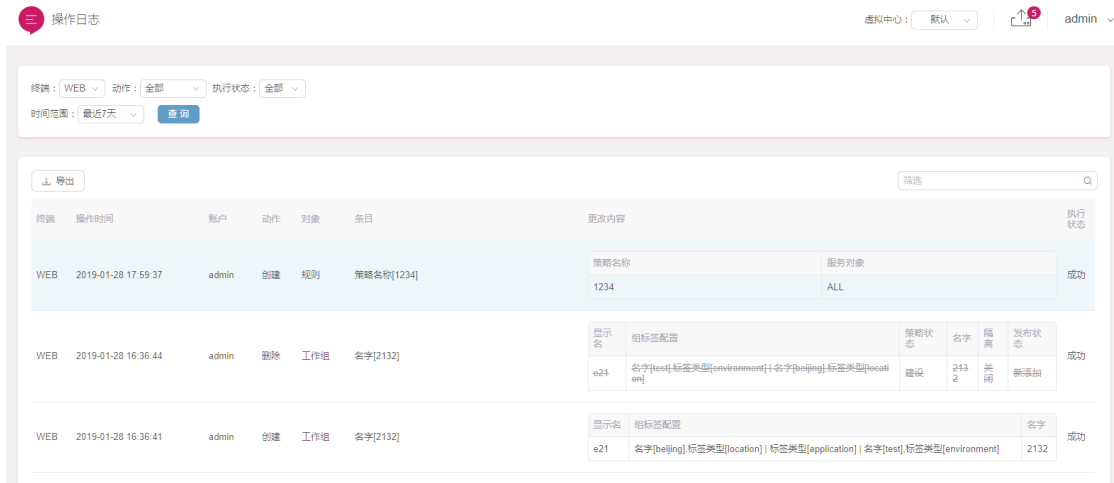 操作日志
虚拟中心： 默认
5
admin
终端： WEB 动作： 全部 执行状态： 全部
时间范围： 最近7天 查询
导出
筛选
终端 操作时间 账户 动作 对象 条目 更改内容 执行状态
策略名称 服务对象
WEB 2019-01-28 17:59:37 admin 创建 规则 策略名称[1234] 1234 ALL 成功
显示名 组标签配置 策略状态 名字 隔离 发布状态
WEB 2019-01-28 16:36:44 admin 删除 工作组 名字[2132] e21 名字[test],标签类型[environment] | 名字[beijing],标签类型[location] 建设 2132 关闭 新添加 成功
显示名 组标签配置 名字
WEB 2019-01-28 16:36:41 admin 创建 工作组 名字[2132] e21 名字[beijing],标签类型[location] | 标签类型[application] | 名字[test],标签类型[environment] 2132 成功